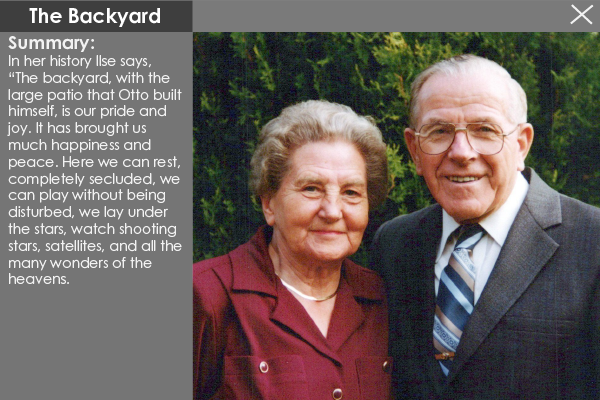 The Backyard
Summary:
In her history Ilse says,
“The backyard, with the
large patio that Otto built
himself, is our pride and
joy. It has brought us
much happiness and
peace. Here we can rest,
completely secluded, we
can play without being
disturbed, we lay under
the stars, watch shooting
stars, satellites, and all the
many wonders of the
heavens.